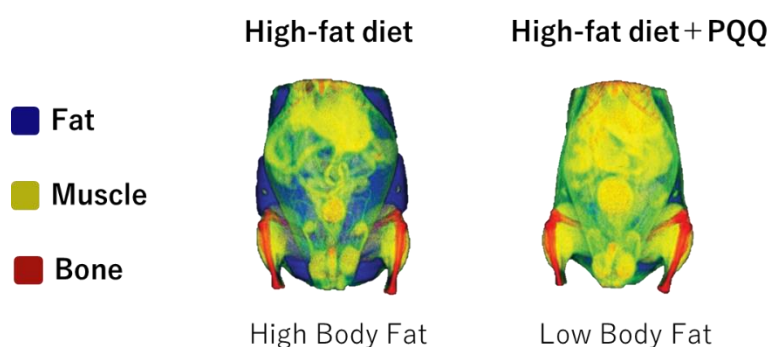 High-fat diet
High-fat diet+PQQ
Fat
Muscle
Bone
High Body Fat
Low Body Fat